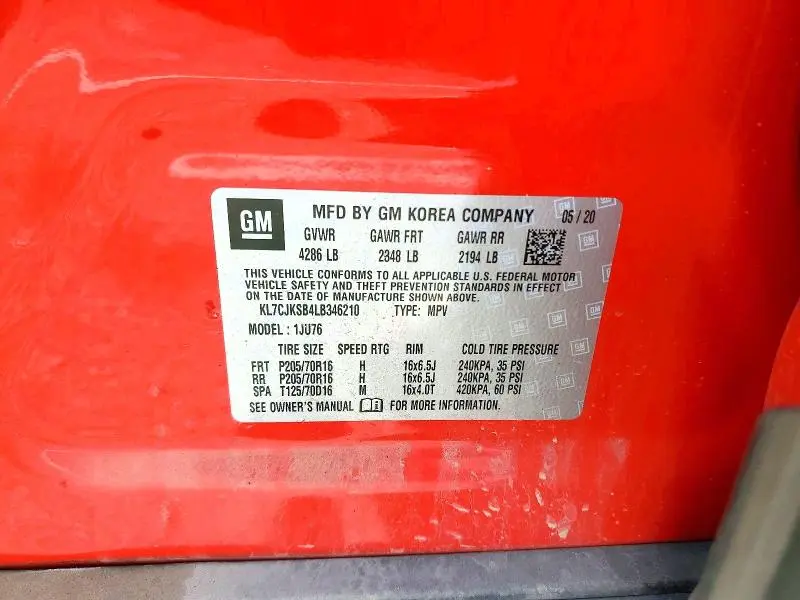 GM
MFD BY GM KOREA COMPANY 05/20
GVWR GAWR FRT GAWR RR
4286 LB 2348 LB 2194 LB
THIS VEHICLE CONFORMS TO ALL APPLICABLE U.S. FEDERAL MOTOR
VEHICLE SAFETY AND THEFT PREVENTION STANDARDS IN EFFECT
ON THE DATE OF MANUFACTURE SHOWN ABOVE.
KL7CJKSB4LB346210 TYPE: MPV
MODEL : 1JU76
TIRE SIZE SPEED RTG RIM COLD TIRE PRESSURE
FRT P205/70R16 H 16x6.5J 240KPA, 35 PSI
RR P205/70R16 H 16x6.5J 240KPA, 35 PSI
SPA T125/70D16 M 16x4.0T 420KPA, 60 PSI
SEE OWNER'S MANUAL FOR MORE INFORMATION.